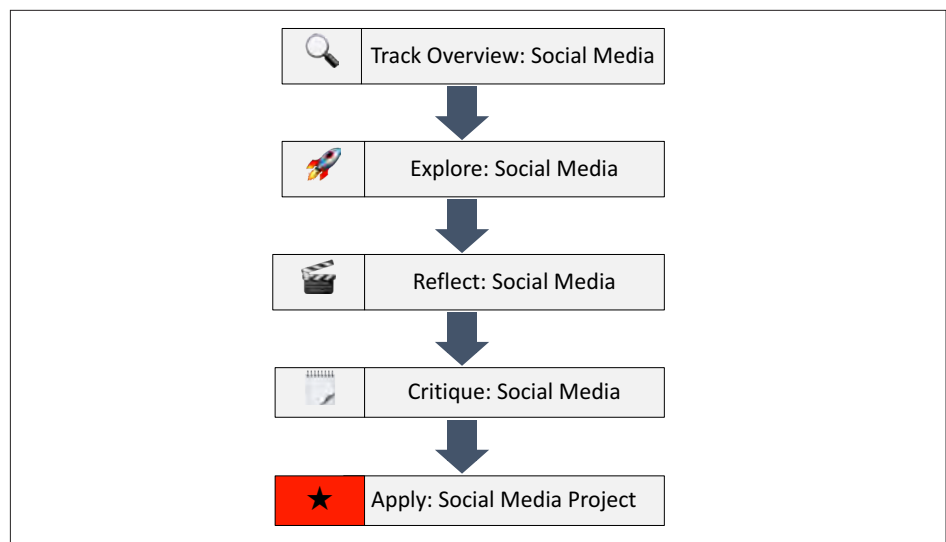 Track Overview: Social Media
Explore: Social Media
Reflect: Social Media
Critique: Social Media
Apply: Social Media Project